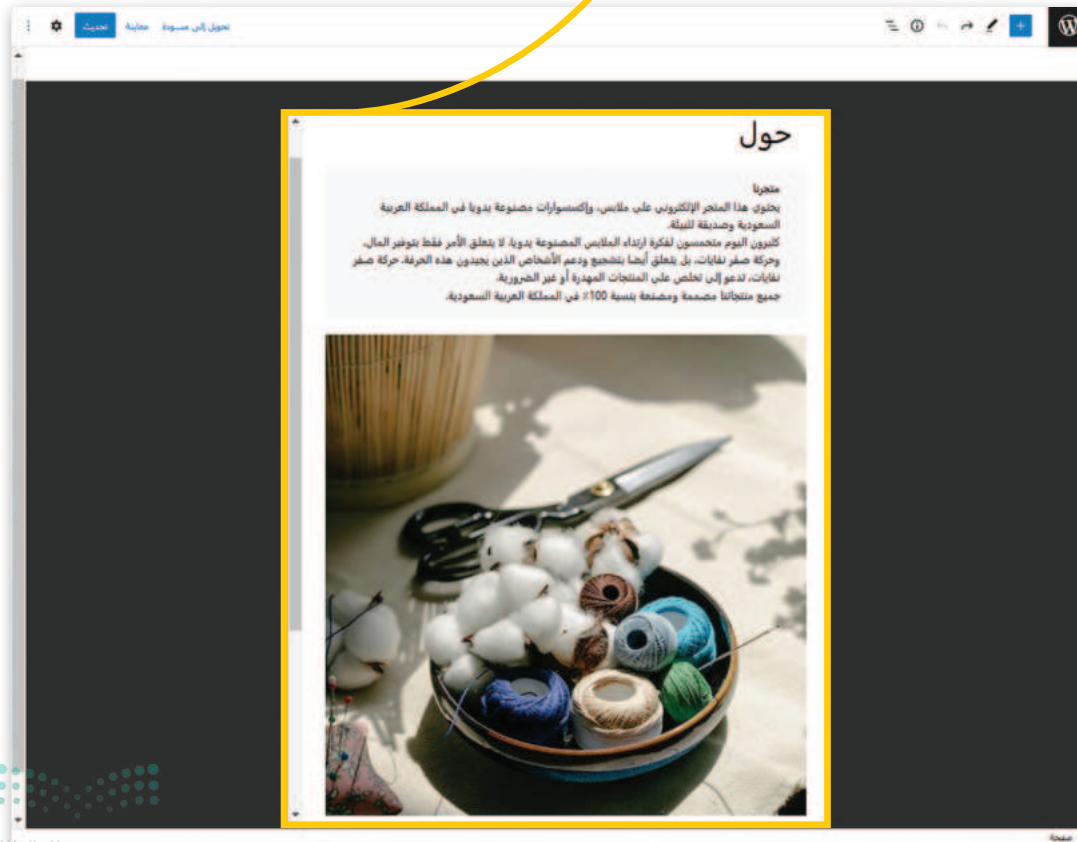 تحويل إلى مسودة معاينة تحديث
حول
متجرنا
يحتوي هذا المتجر الإلكتروني على ملابس، وإكسسوارات مصنوعة يدويا في المملكة العربية
السعودية وصديقة للبيئة.
كثيرون اليوم متحمسون لفكرة ارتداء الملابس المصنوعة يدويا، لا يتعلق الأمر فقط بتوفير المال،
وحركة صفر نفايات، بل يتعلق أيضا بتشجيع ودعم الأشخاص الذين يجيدون هذه الحرفة، حركة صفر
نفايات، تدعو إلى تخلص على المنتجات المهدرة أو غير الضرورية.
جميع منتجاتنا مصممة ومصنعة بنسبة 100٪ في المملكة العربية السعودية.
صفحة